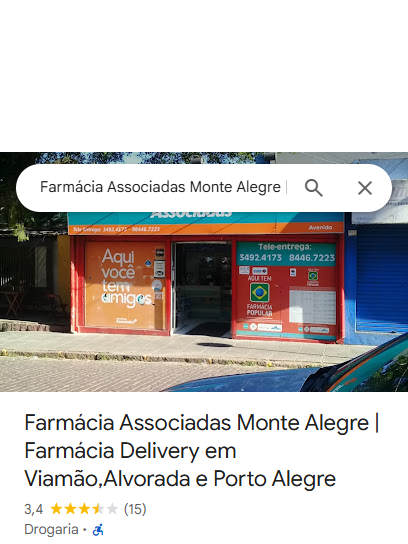 Farmácia Associadas Monte Alegre |
Associadas
Tele Entrega: 3492.4173 98446.7223
Avenida
Aqui
você
tem
amigos
Tele-entrega:
3492.4173 8446.7223
AQUI TEM
FARMÁCIA
POPULAR
Farmácia Associadas Monte Alegre |
Farmácia Delivery em
Viamão,Alvorada e Porto Alegre
3,4 (15)
Drogaria